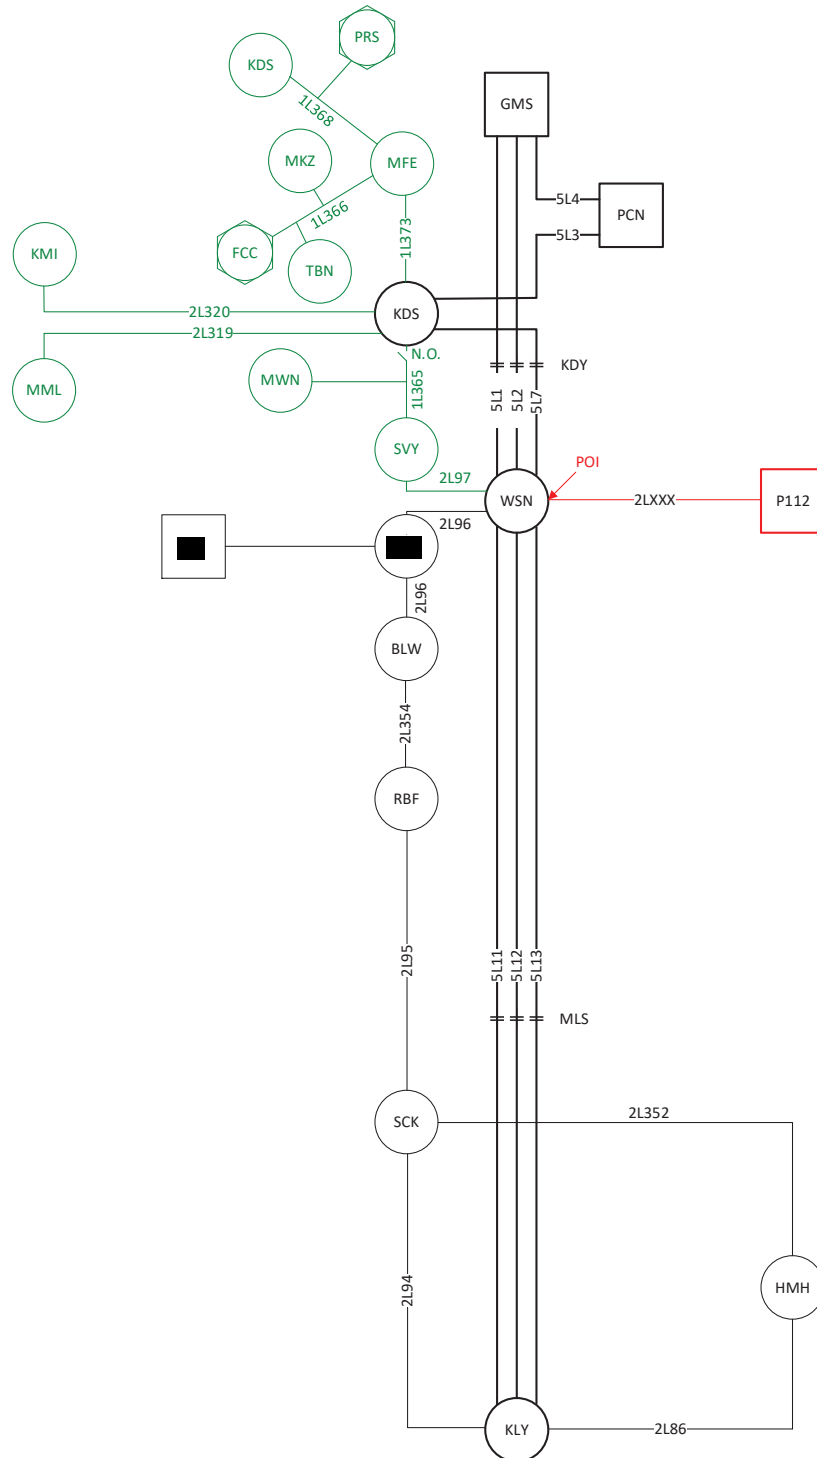 PRS
KDS
GMS
1L368
MKZ
MFE
5L4
PCN
1L366
FCC
1L373
5L3
KMI
TBN
2L320
KDS
2L319
N.O.
KDY
MWN
MML
1L365
5L1
5L2
5L7
SVY
POI
2L97
WSN
2LXXX
P112
2L96
2L96
BLW
2L354
RBF
2L95
5L11
5L12
5L13
MLS
SCK
2L352
2L94
HMH
KLY
2L86